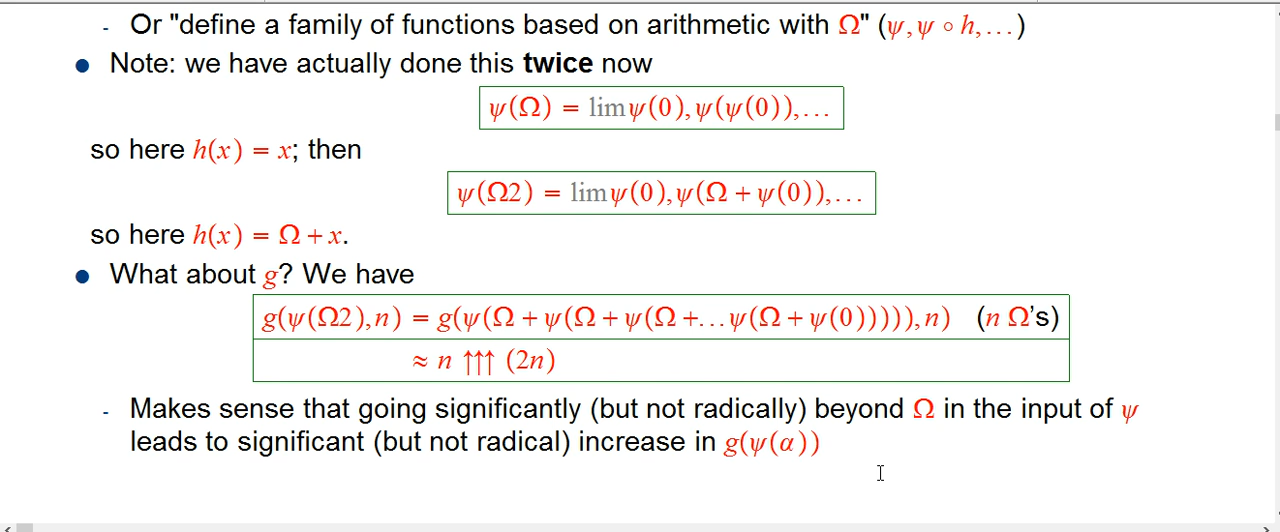 - Or "define a family of functions based on arithmetic with Ω" (ψ, ψ ∘ h, …)
● Note: we have actually done this twice now
ψ(Ω) = lim ψ(0), ψ(ψ(0)), …
so here h(x) = x; then
ψ(Ω2) = lim ψ(0), ψ(Ω + ψ(0)), …
so here h(x) = Ω + x.
● What about g? We have
g(ψ(Ω2), n) = g(ψ(Ω + ψ(Ω + ψ(Ω +… ψ(Ω + ψ(0))))), n) (n Ω's)
≈ n ↑↑↑ (2n)
- Makes sense that going significantly (but not radically) beyond Ω in the input of ψ
leads to significant (but not radical) increase in g(ψ(α))